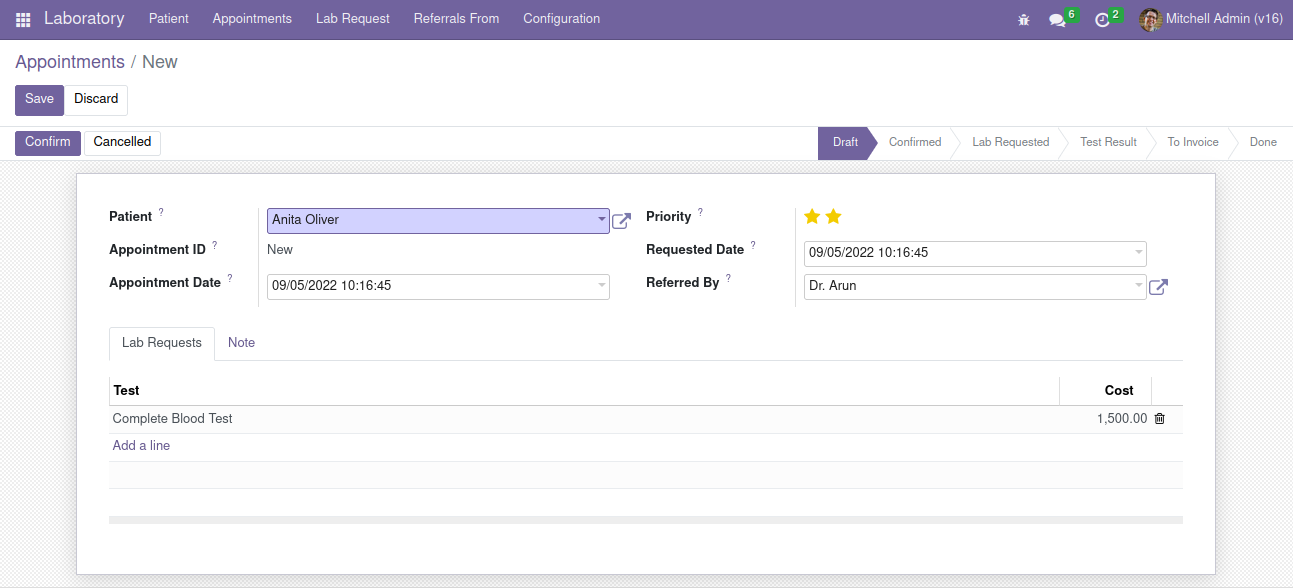 Laboratory Patient Appointments Lab Request Referrals From Configuration 6 2 Mitchell Admin (v16)
Appointments / New
Save Discard
Confirm Cancelled Draft Confirmed Lab Requested Test Result To Invoice Done
Patient ? Anita Oliver Priority ?
Appointment ID ? New Requested Date ? 09/05/2022 10:16:45
Appointment Date ? 09/05/2022 10:16:45 Referred By ? Dr. Arun
Lab Requests Note
Test Cost
Complete Blood Test 1,500.00
Add a line